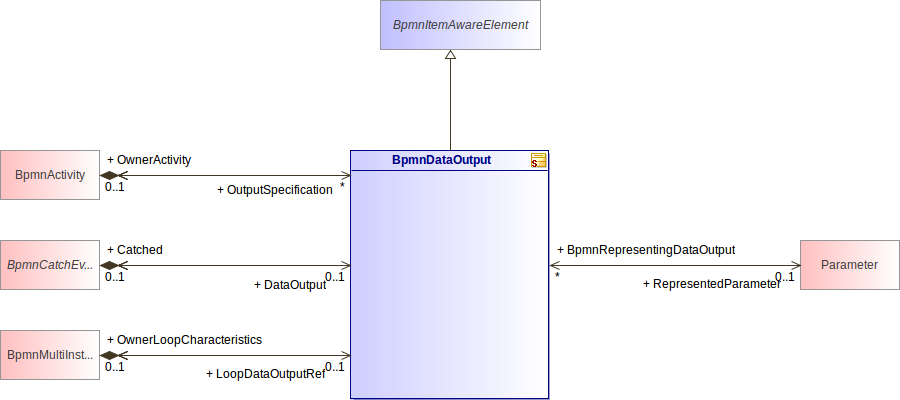 BpmnItemAwareElement
BpmnDataOutput
S
BpmnActivity
+ OwnerActivity
0..1
+ OutputSpecification
*
BpmnCatchEv...
+ Catched
0..1
+ DataOutput
0..1
+ BpmnRepresentingDataOutput
*
+ RepresentedParameter
0..1
Parameter
BpmnMultiInst...
+ OwnerLoopCharacteristics
0..1
+ LoopDataOutputRef
0..1